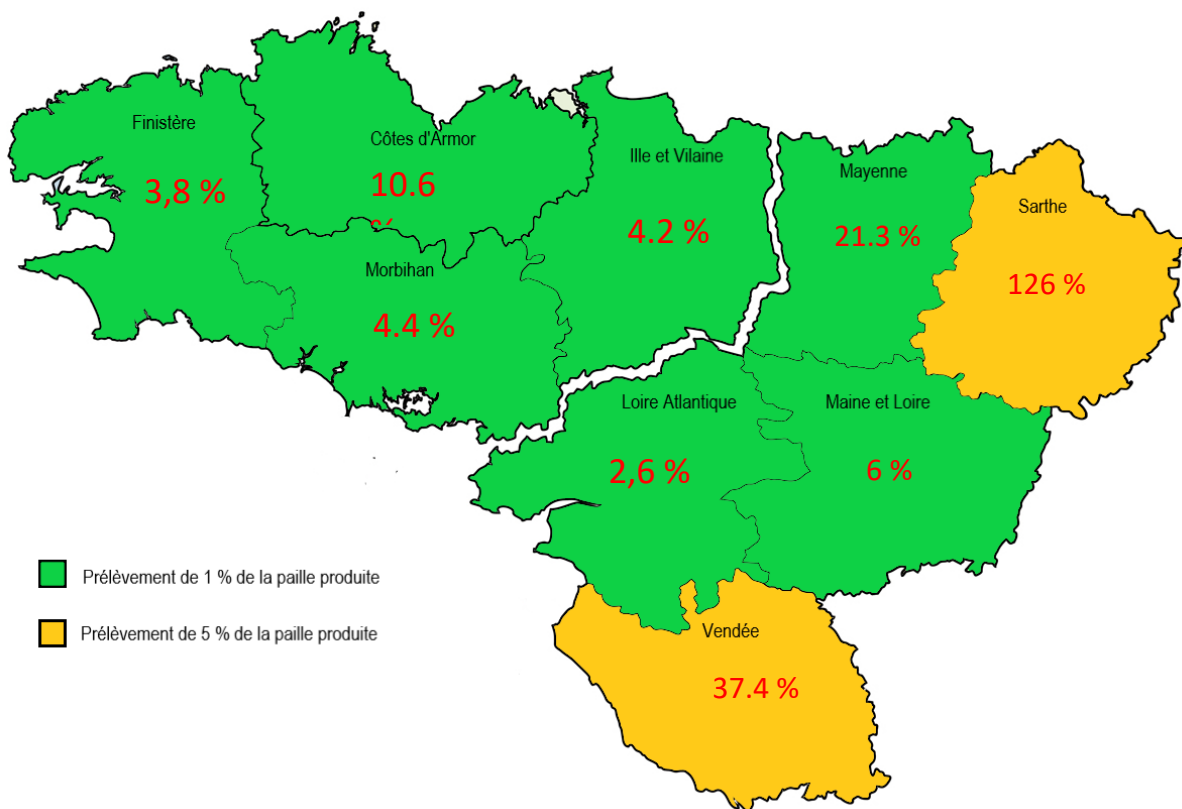 Finistère
3,8 %
Côtes d'Armor
10.6
Ille et Vilaine
4.2 %
Mayenne
21.3 %
Sarthe
126 %
Morbihan
4.4 %
Loire Atlantique
2,6 %
Maine et Loire
6 %
Prélèvement de 1 % de la paille produite
Prélèvement de 5 % de la paille produite
Vendée
37.4 %